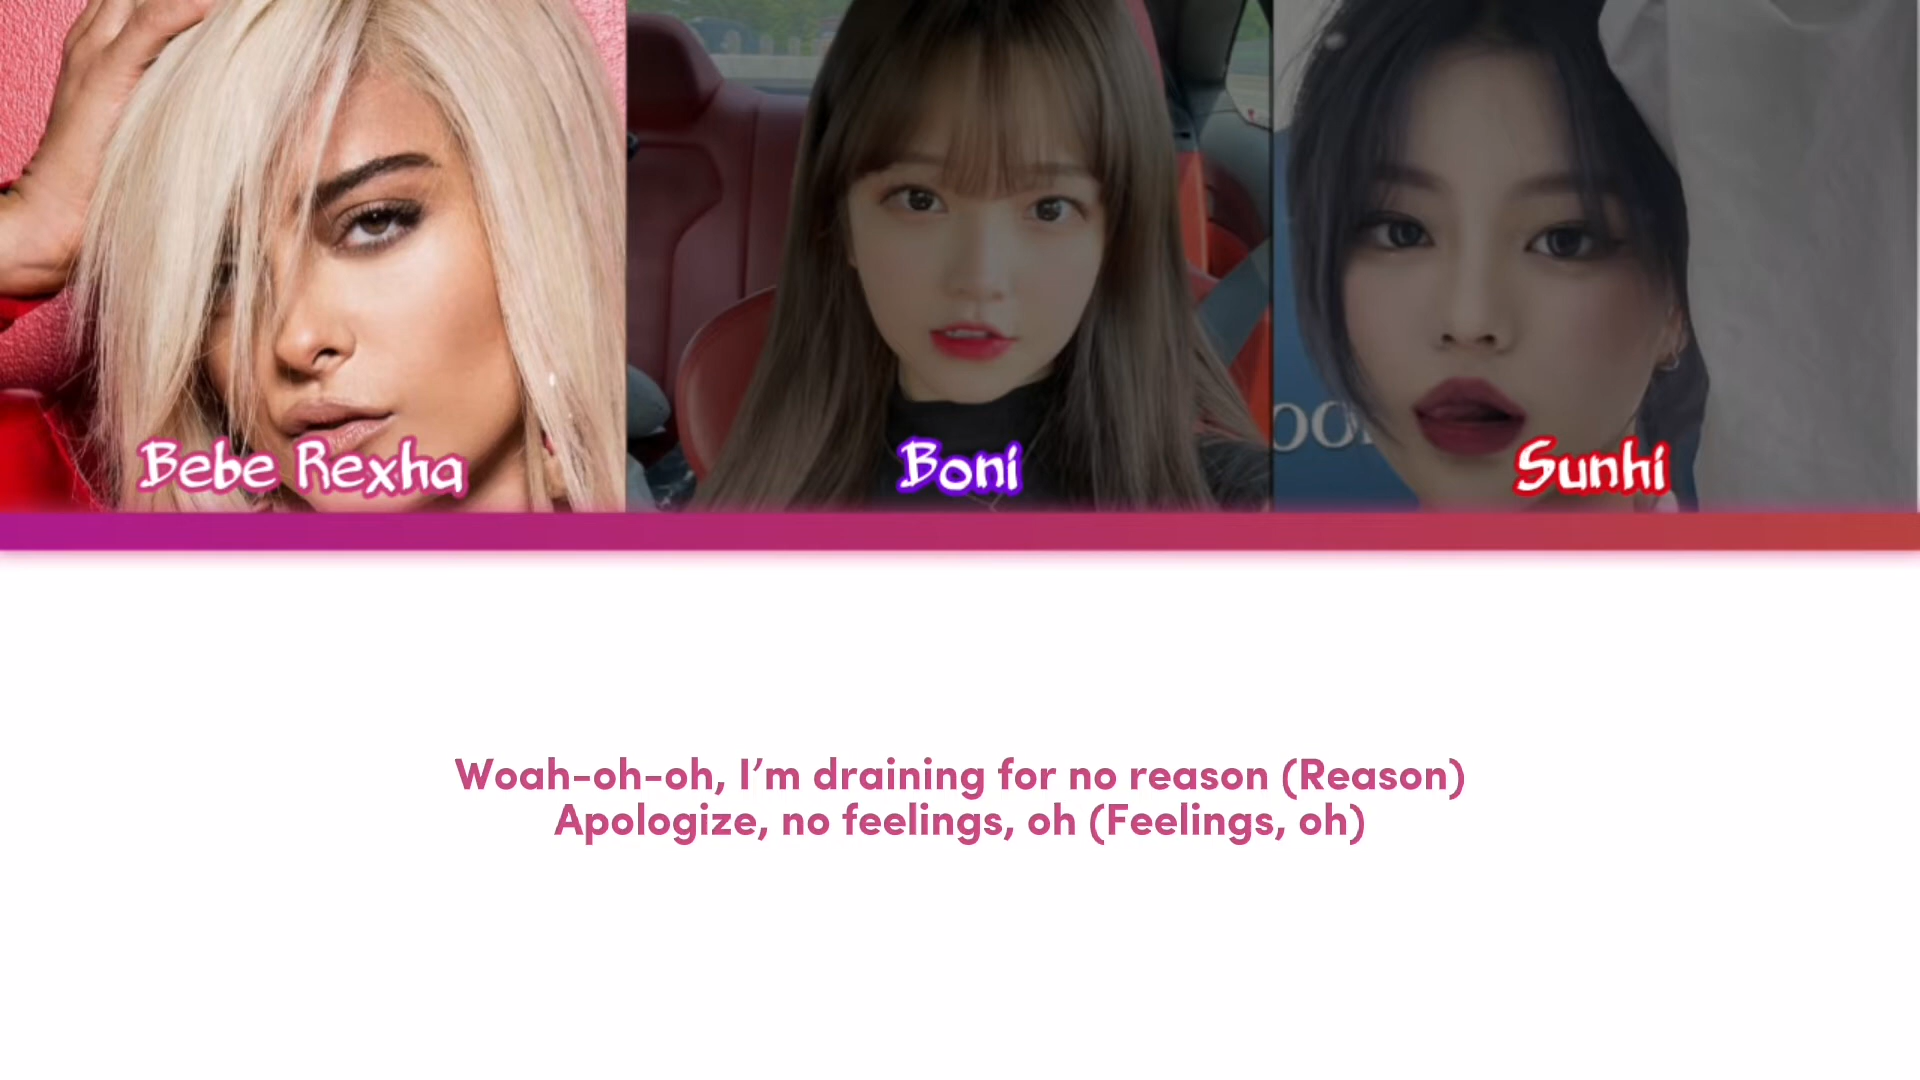 Bebe Rexha
Boni
Sunhi
Woah-oh-oh, I’m draining for no reason (Reason)
Apologize, no feelings, oh (Feelings, oh)